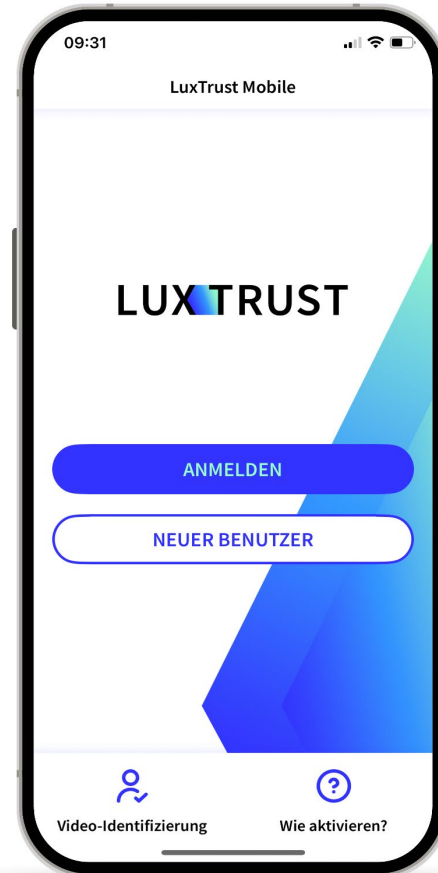 09:31
LuxTrust Mobile
LUXTRUST
ANMELDEN
NEUER BENUTZER
Video-Identifizierung
Wie aktivieren?